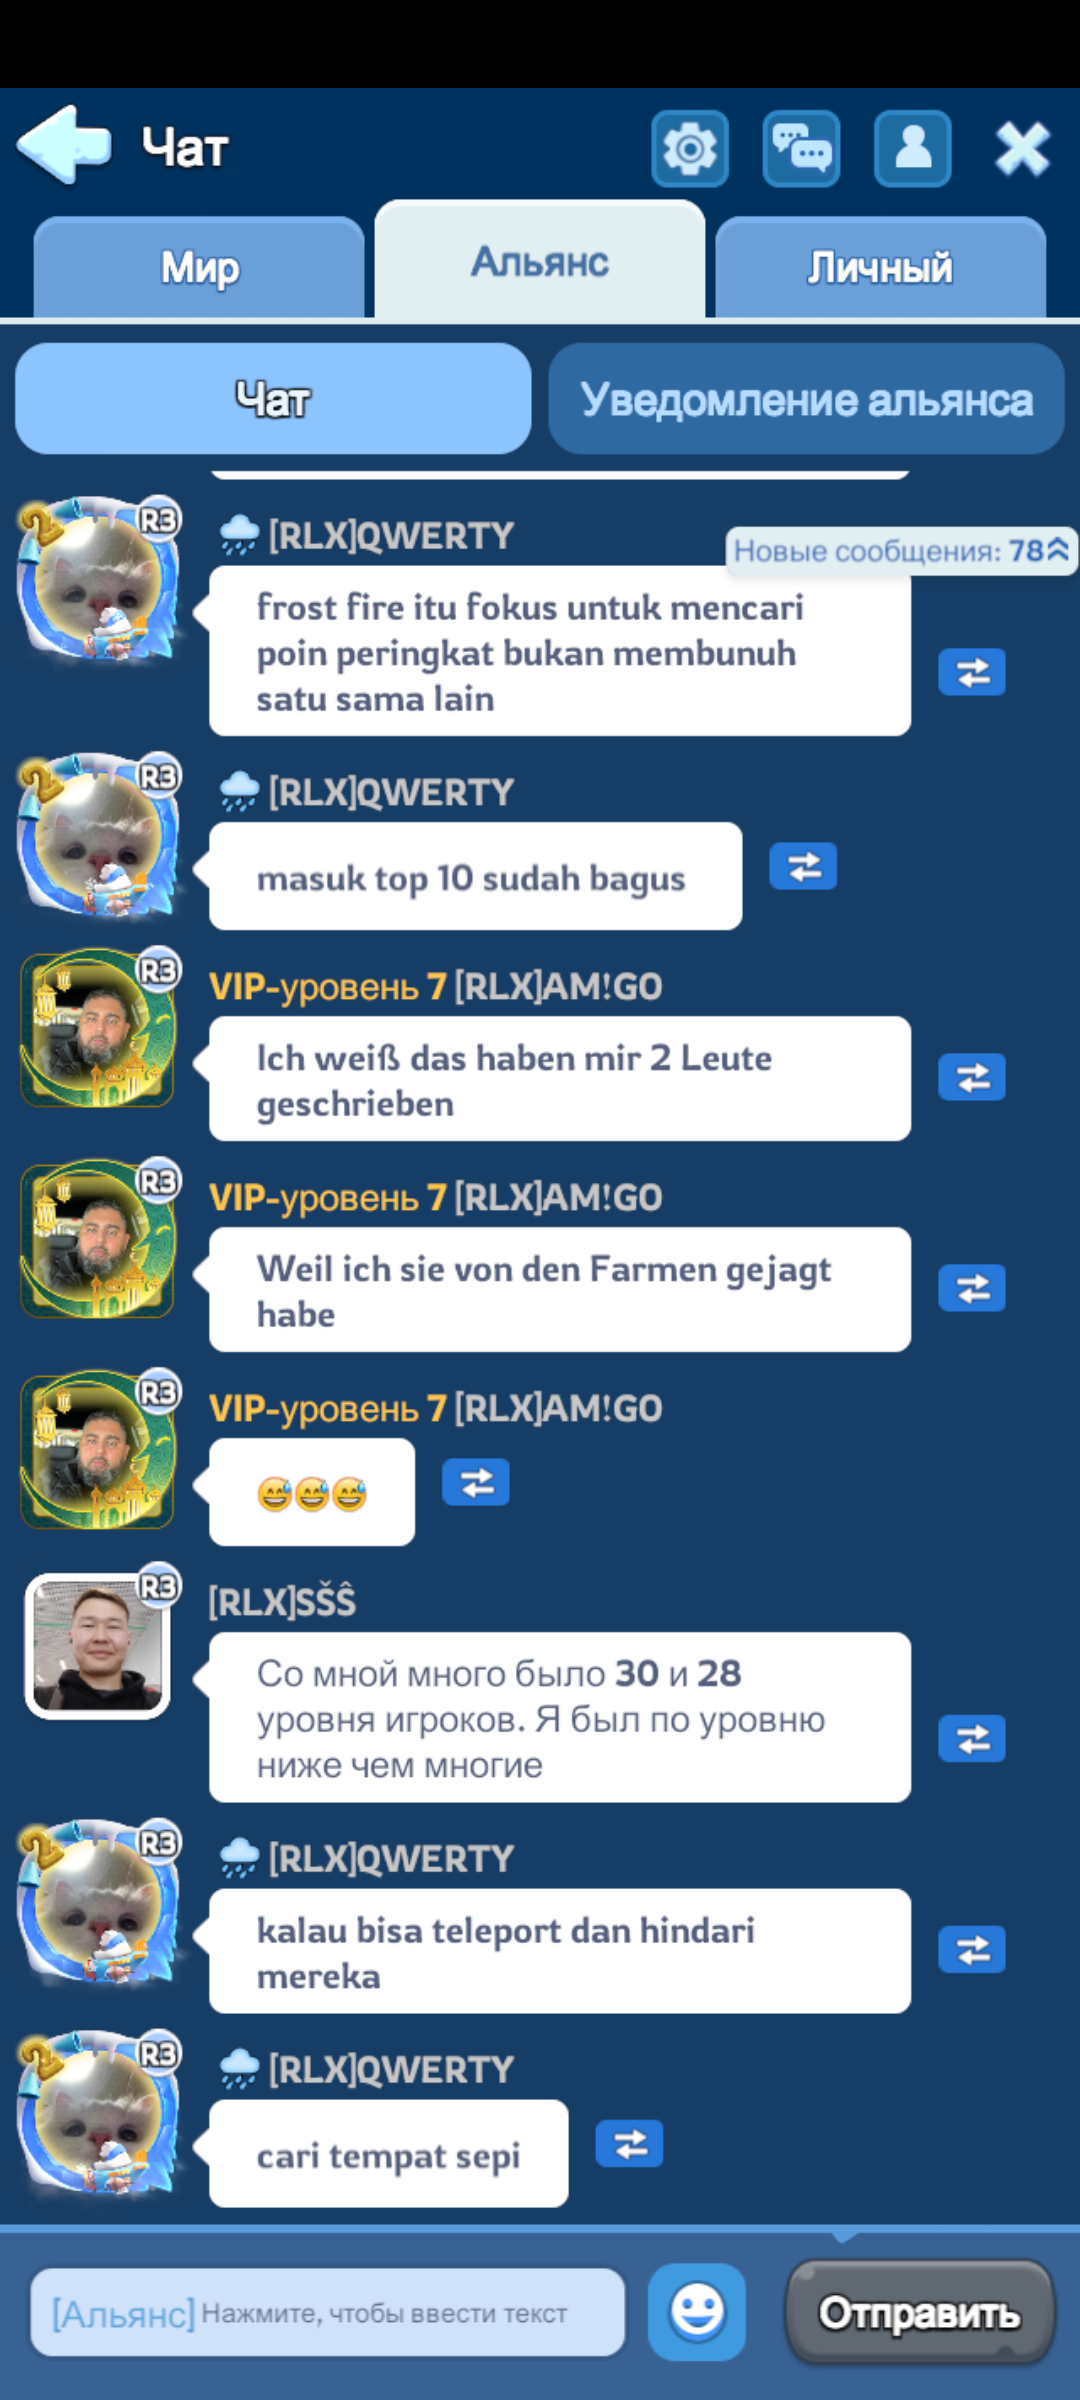 Чат
Мир
Альянс
Личный
Чат
Уведомление альянса
R3
[RLX]QWERTY
Новые сообщения: 78
frost fire itu fokus untuk mencari
poin peringkat bukan membunuh
satu sama lain
R3
[RLX]QWERTY
masuk top 10 sudah bagus
R3
VIP-уровень 7 [RLX]AM!GO
Ich weiß das haben mir 2 Leute
geschrieben
R3
VIP-уровень 7 [RLX]AM!GO
Weil ich sie von den Farmen gejagt
habe
R3
VIP-уровень 7 [RLX]AM!GO
😅😅😅
R3
[RLX]SŠŜ
Со мной много было 30 и 28
уровня игроков. Я был по уровню
ниже чем многие
R3
[RLX]QWERTY
kalau bisa teleport dan hindari
mereka
R3
[RLX]QWERTY
cari tempat sepi
[Альянс] Нажмите, чтобы ввести текст
Отправить